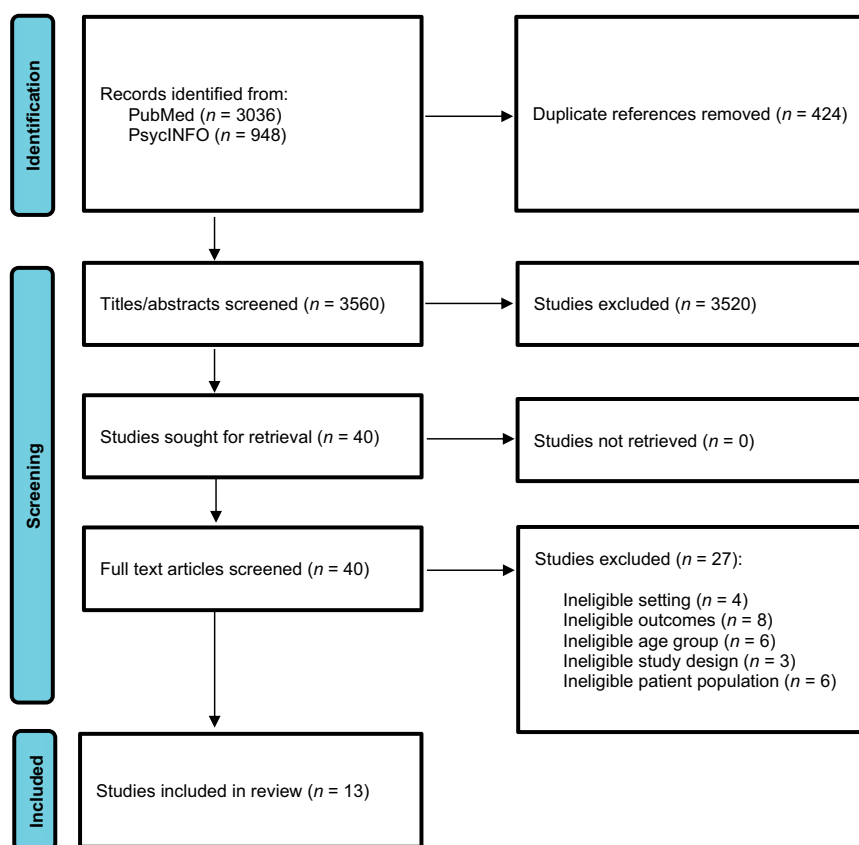 Identification
Records identified from:
PubMed (n = 3036)
PsycINFO (n = 948)
Duplicate references removed (n = 424)
Screening
Titles/abstracts screened (n = 3560)
Studies excluded (n = 3520)
Studies sought for retrieval (n = 40)
Studies not retrieved (n = 0)
Full text articles screened (n = 40)
Studies excluded (n = 27):
Ineligible setting (n = 4)
Ineligible outcomes (n = 8)
Ineligible age group (n = 6)
Ineligible study design (n = 3)
Ineligible patient population (n = 6)
Included
Studies included in review (n = 13)